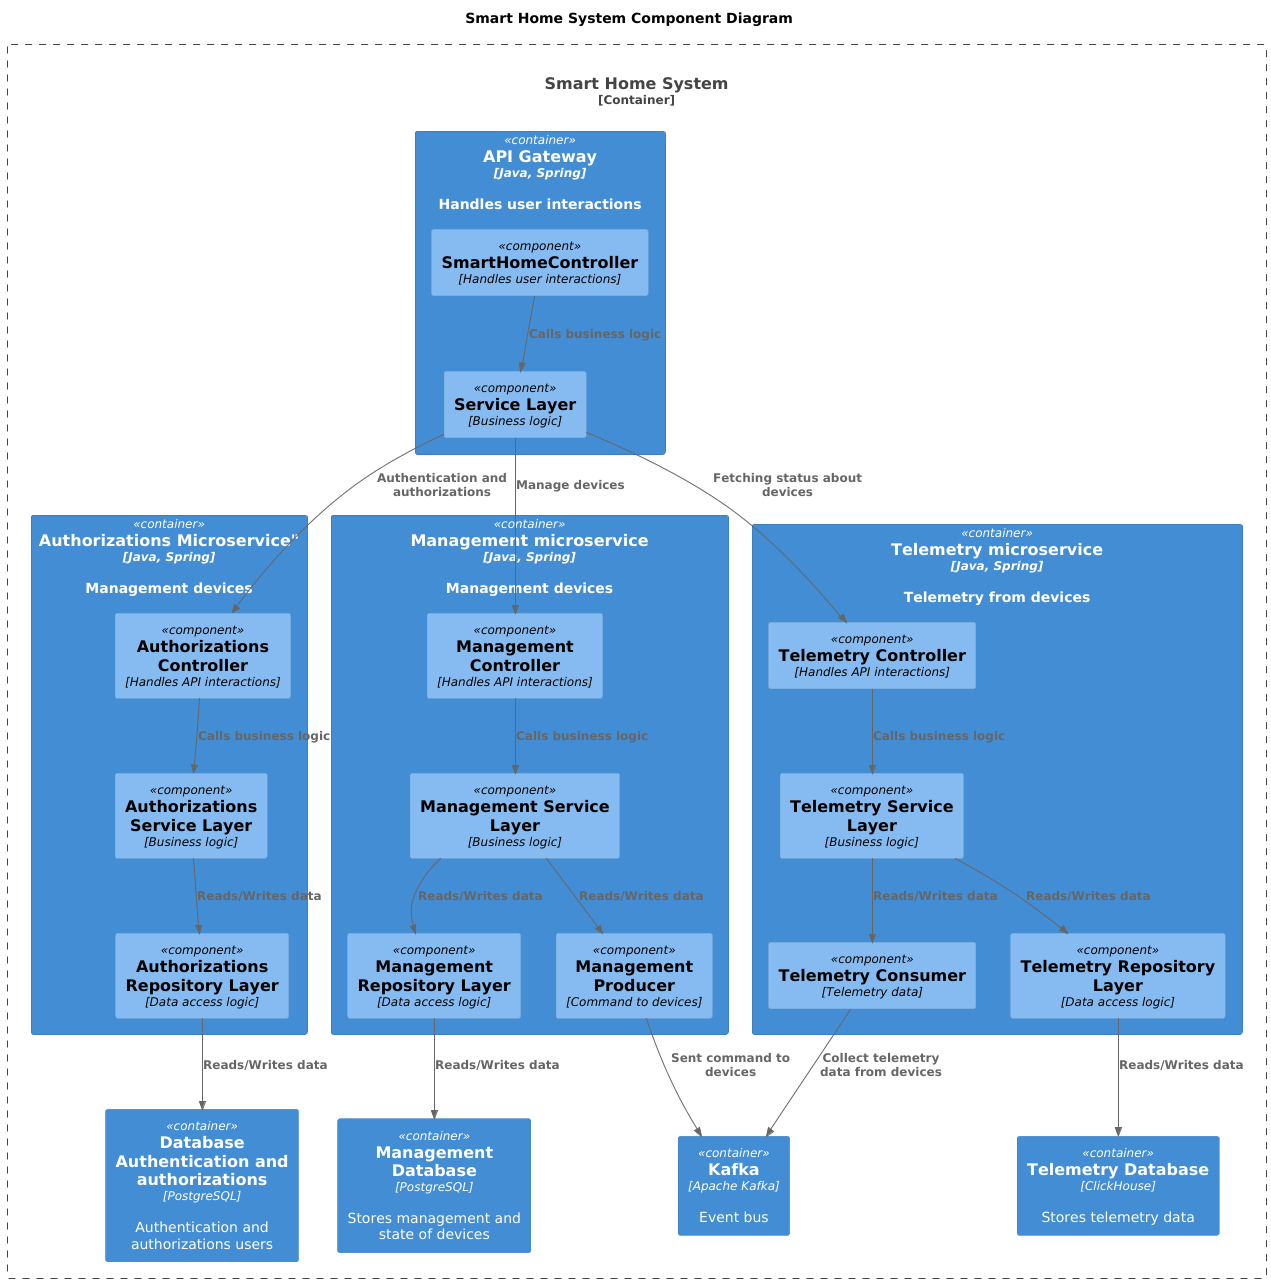 Smart Home System Component Diagram
Smart Home System
[Container]
«container»
API Gateway
[Java, Spring]
Handles user interactions
«component»
SmartHomeController
[Handles user interactions]
Calls business logic
«component»
Service Layer
[Business logic]
Authentication and
authorizations
Manage devices
Fetching status about
devices
«container»
Authorizations Microservice"
[Java, Spring]
Management devices
«component»
Authorizations
Controller
[Handles API interactions]
Calls business logic
«component»
Authorizations
Service Layer
[Business logic]
Reads/Writes data
«component»
Authorizations
Repository Layer
[Data access logic]
Reads/Writes data
«container»
Database
Authentication and
authorizations
[PostgreSQL]
Authentication and
authorizations users
«container»
Management microservice
[Java, Spring]
Management devices
«component»
Management
Controller
[Handles API interactions]
Calls business logic
«component»
Management Service
Layer
[Business logic]
Reads/Writes data
Reads/Writes data
«component»
Management
Repository Layer
[Data access logic]
«component»
Management
Producer
[Command to devices]
Reads/Writes data
Sent command to
devices
«container»
Management
Database
[PostgreSQL]
Stores management and
state of devices
«container»
Telemetry microservice
[Java, Spring]
Telemetry from devices
«component»
Telemetry Controller
[Handles API interactions]
Calls business logic
«component»
Telemetry Service
Layer
[Business logic]
Reads/Writes data
Reads/Writes data
«component»
Telemetry Consumer
[Telemetry data]
«component»
Telemetry Repository
Layer
[Data access logic]
Collect telemetry
data from devices
Reads/Writes data
«container»
Kafka
[Apache Kafka]
Event bus
«container»
Telemetry Database
[ClickHouse]
Stores telemetry data